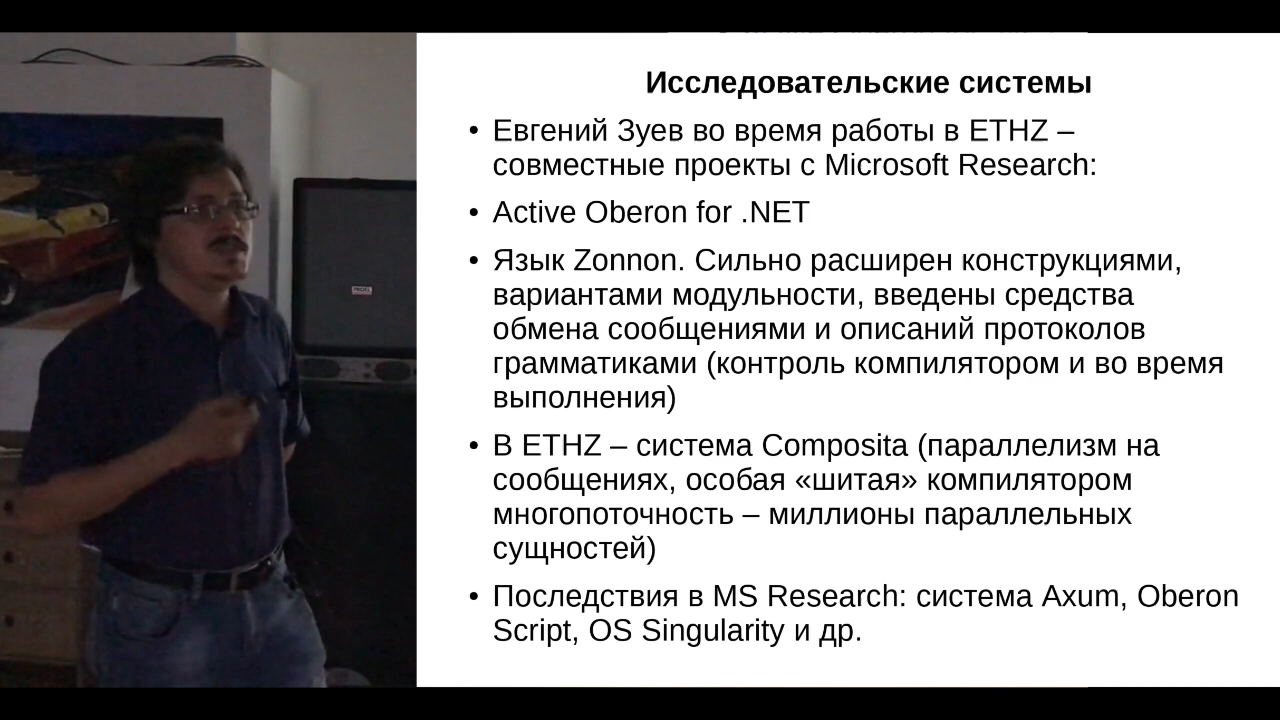 Исследовательские системы
• Евгений Зуев во время работы в ETHZ –
совместные проекты с Microsoft Research:
• Active Oberon for .NET
• Язык Zonnon. Сильно расширен конструкциями,
вариантами модульности, введены средства
обмена сообщениями и описаний протоколов
грамматиками (контроль компилятором и во время
выполнения)
• В ETHZ – система Composita (параллелизм на
сообщениях, особая «шитая» компилятором
многопоточность – миллионы параллельных
сущностей)
• Последствия в MS Research: система Axum, Oberon
Script, OS Singularity и др.